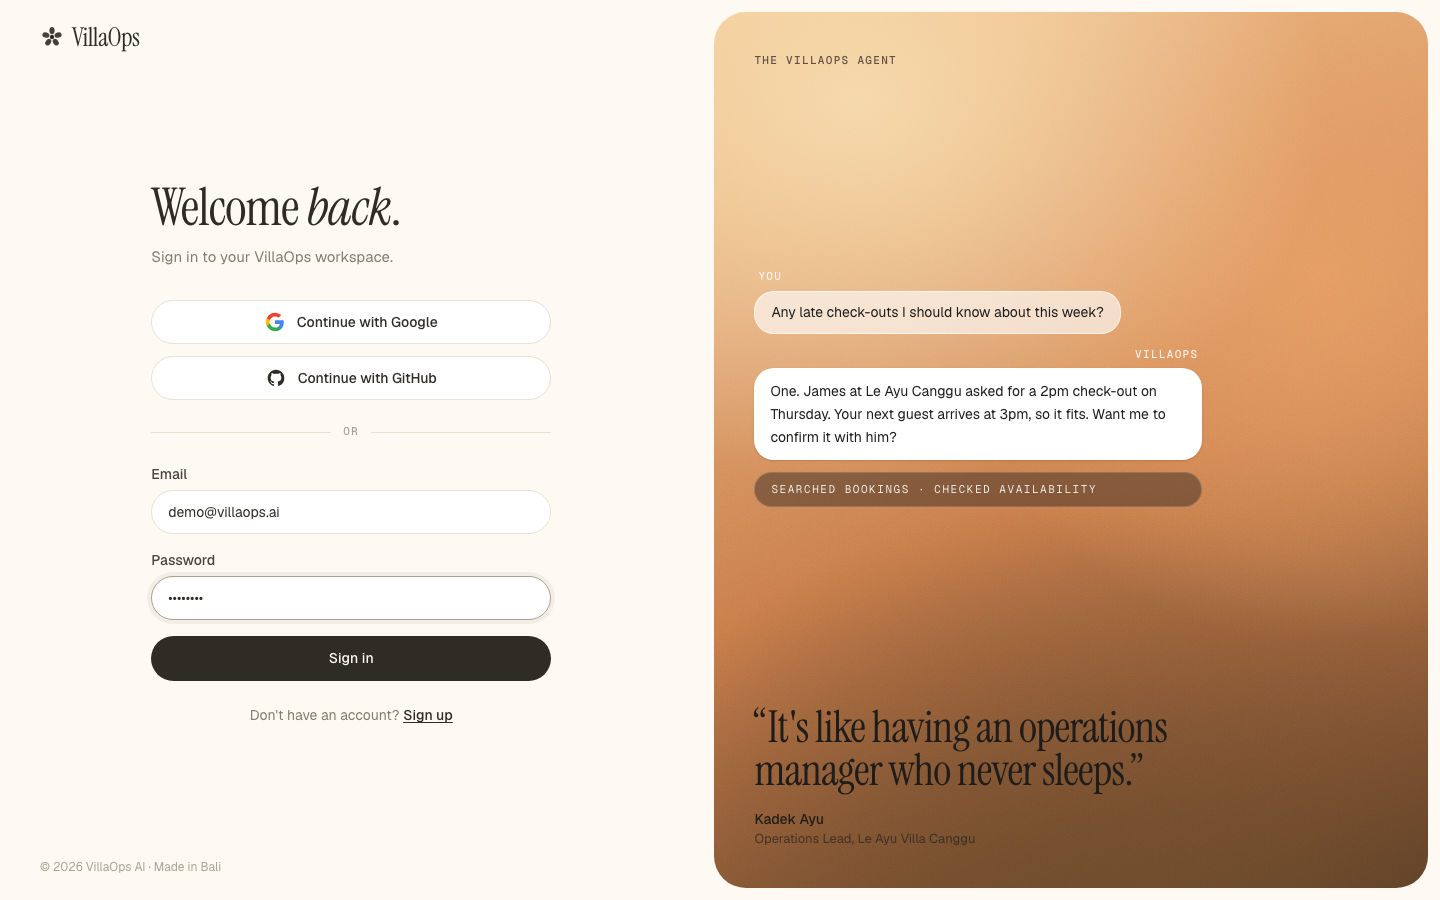 VillaOps
Welcome back.
Sign in to your VillaOps workspace.
Continue with Google
Continue with GitHub
OR
Email
demo@villaops.ai
Password
••••••••
Sign in
Don't have an account? Sign up
© 2026 VillaOps AI · Made in Bali
THE VILLAOPS AGENT
YOU
Any late check-outs I should know about this week?
VILLAOPS
One. James at Le Ayu Canggu asked for a 2pm check-out on
Thursday. Your next guest arrives at 3pm, so it fits. Want me to
confirm it with him?
SEARCHED BOOKINGS · CHECKED AVAILABILITY
“It's like having an operations
manager who never sleeps.”
Kadek Ayu
Operations Lead, Le Ayu Villa Canggu